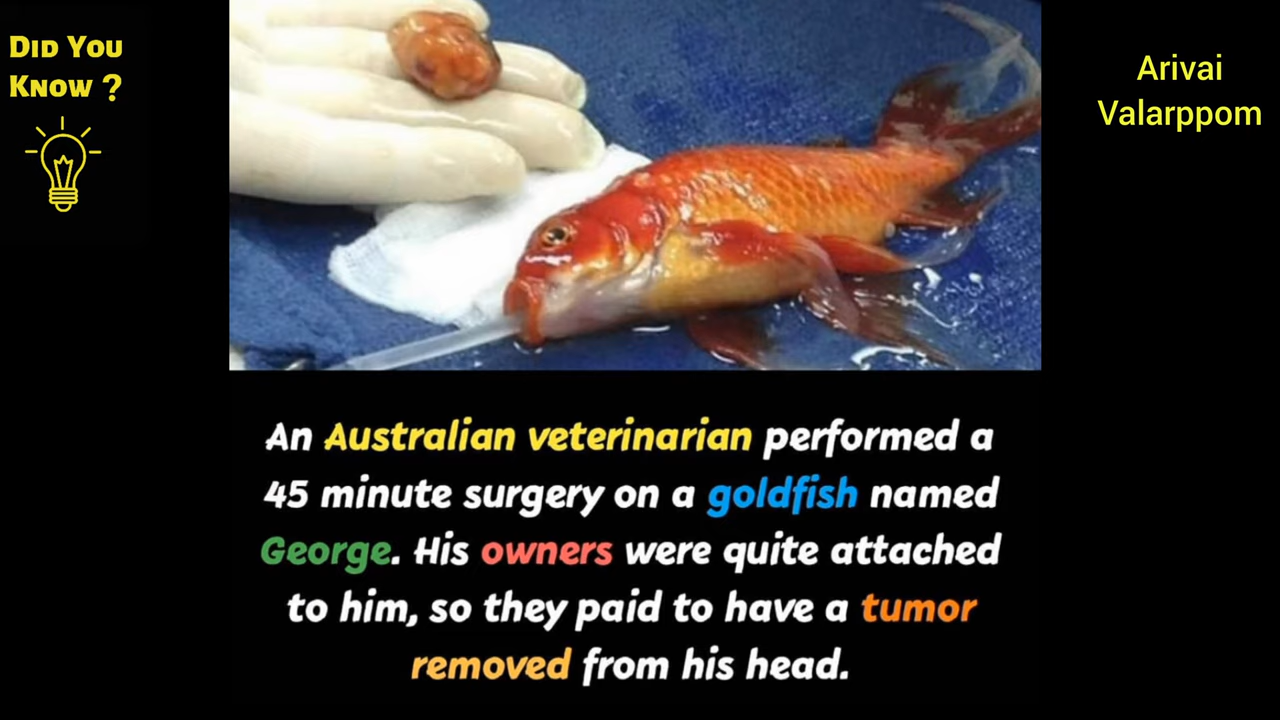 DID YOU
KNOW ?
Arivai
Valarppom
An Australian veterinarian performed a
45 minute surgery on a goldfish named
George. His owners were quite attached
to him, so they paid to have a tumor
removed from his head.